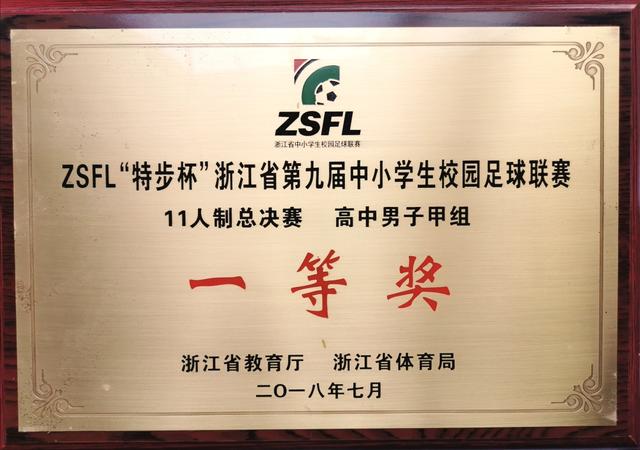 ZSFL
浙江省中小学生校园足球联赛
ZSFL“特步杯”浙江省第九届中小学生校园足球联赛
11人制总决赛 高中男子甲组
一等奖
浙江省教育厅 浙江省体育局
二〇一八年七月